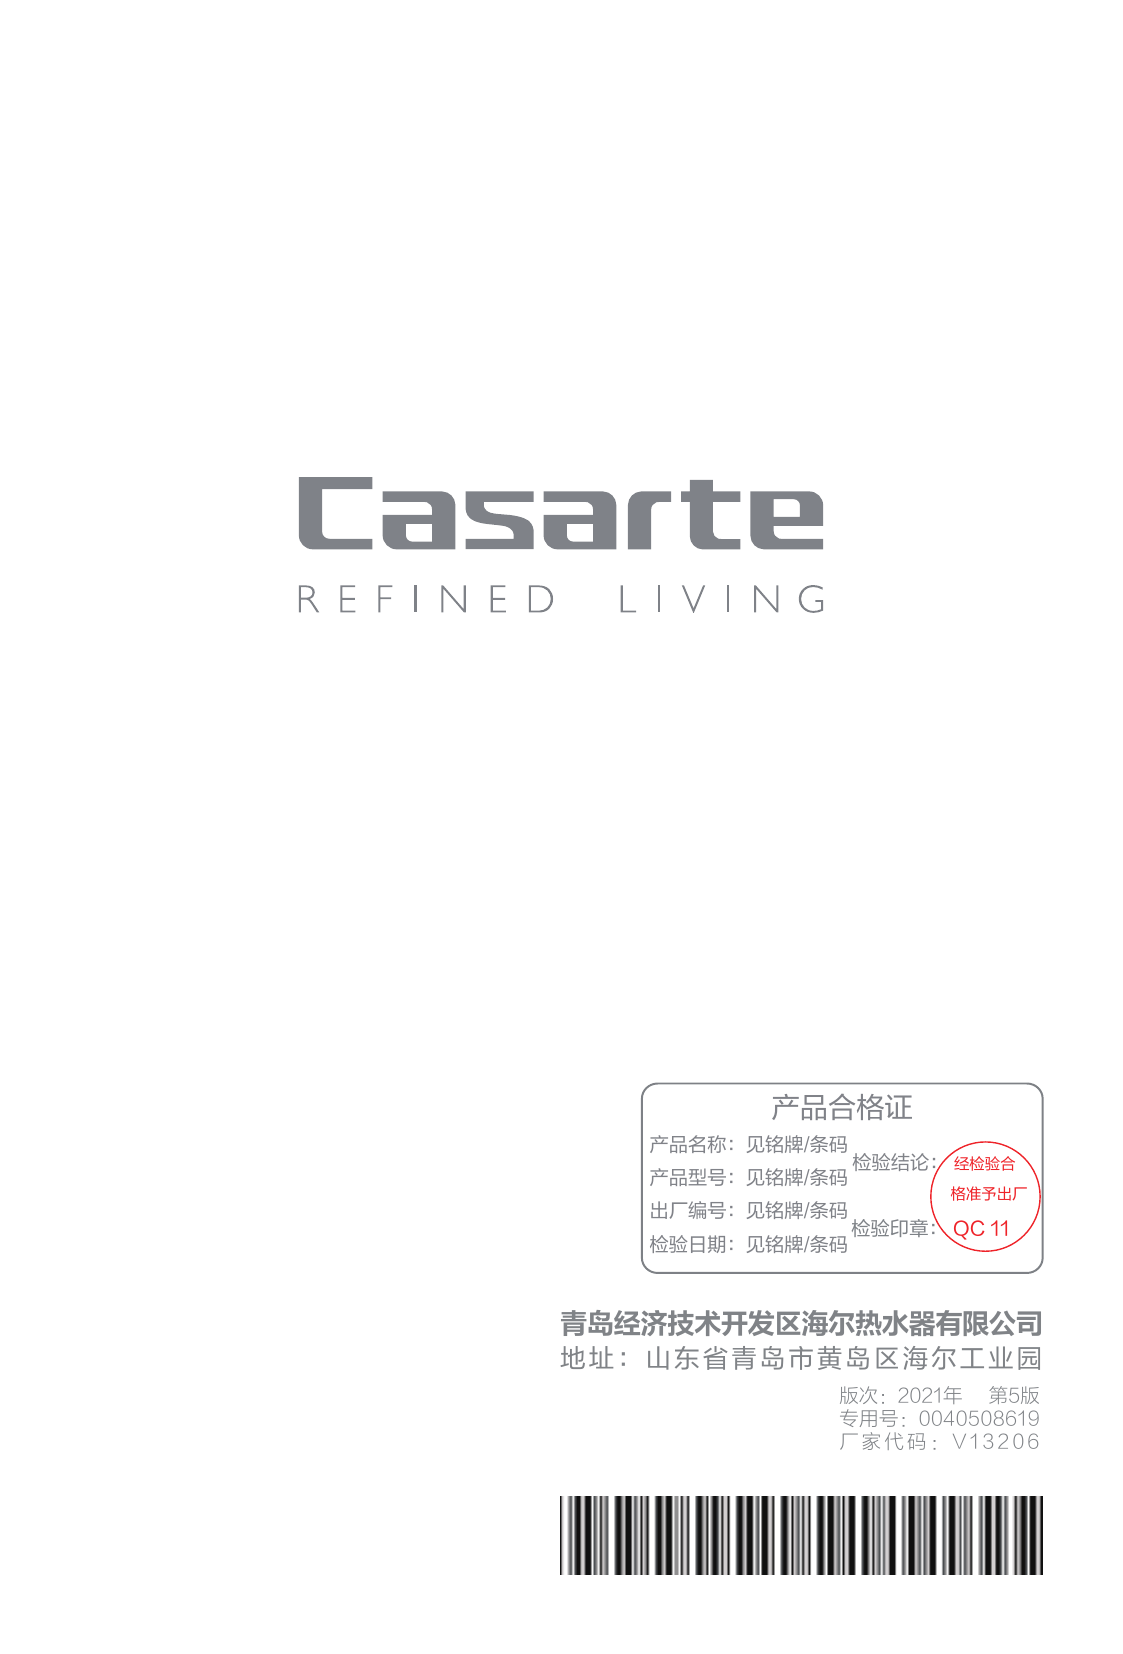 Casarte
REFINED LIVING
产品合格证
产品名称：见铭牌/条码
产品型号：见铭牌/条码
出厂编号：见铭牌/条码
检验日期：见铭牌/条码
检验结论：
检验印章：
经检验合
格准予出厂
QC 11
青岛经济技术开发区海尔热水器有限公司
地址：山东省青岛市黄岛区海尔工业园
版次：2021年 第5版
专用号：0040508619
厂家代码：V13206